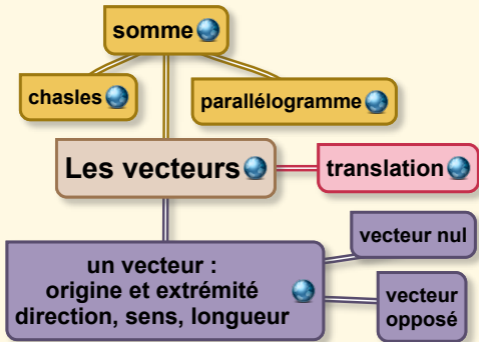 somme
chasles
parallélogramme
Les vecteurs
translation
un vecteur :
origine et extrémité
direction, sens, longueur
vecteur nul
vecteur
opposé